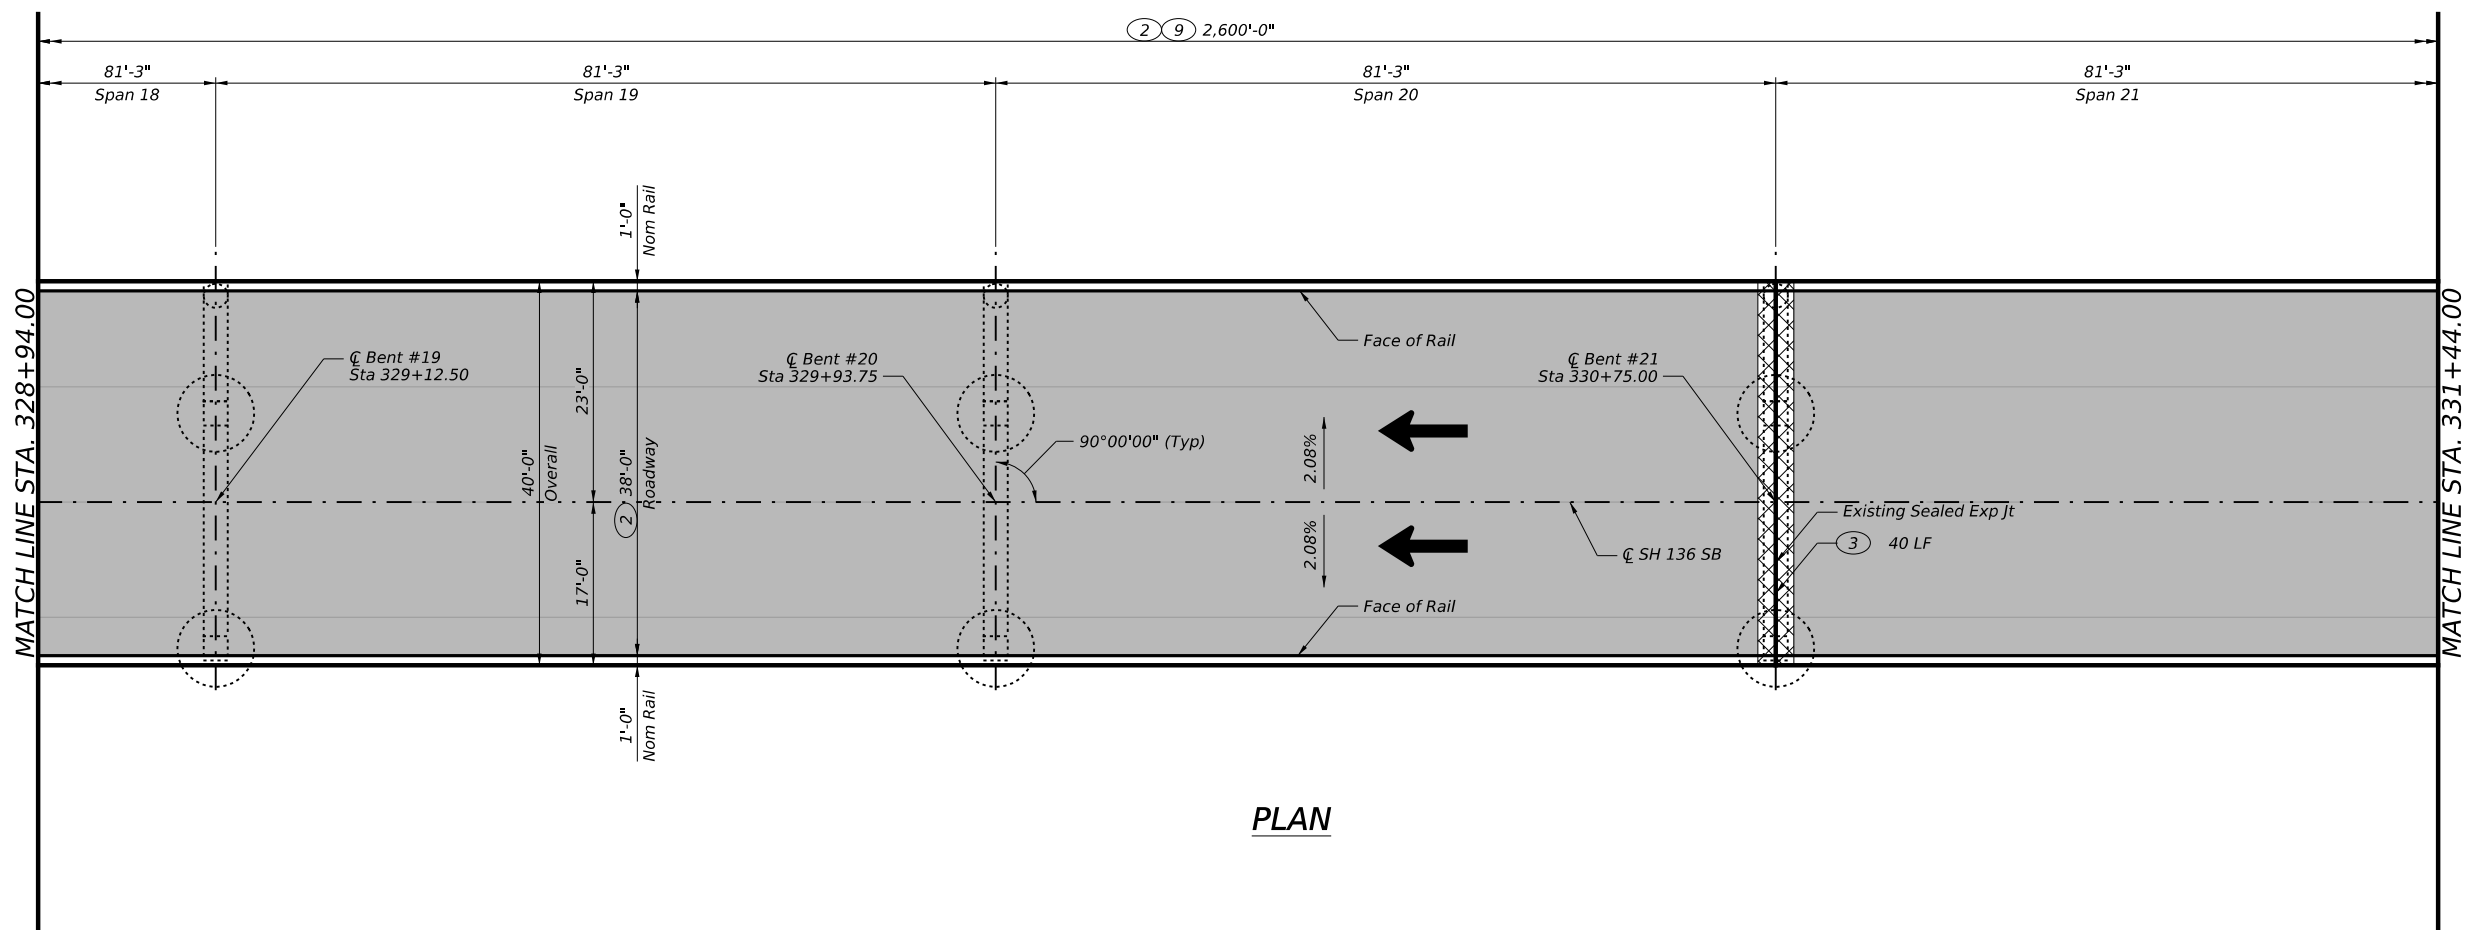 2 9 2,600'-0"
81'-3"
Span 18
81'-3"
Span 19
81'-3"
Span 20
81'-3"
Span 21
1'-0"
Nom Rail
MATCH LINE STA. 328+94.00
℄ Bent #19
Sta 329+12.50
40'-0"
Overall
23'-0"
17'-0"
2 38'-0"
Roadway
℄ Bent #20
Sta 329+93.75
90°00'00" (Typ)
Face of Rail
2.08%
2.08%
Face of Rail
℄ Bent #21
Sta 330+75.00
℄ SH 136 SB
Existing Sealed Exp Jt
3 40 LF
MATCH LINE STA. 331+44.00
1'-0"
Nom Rail
PLAN